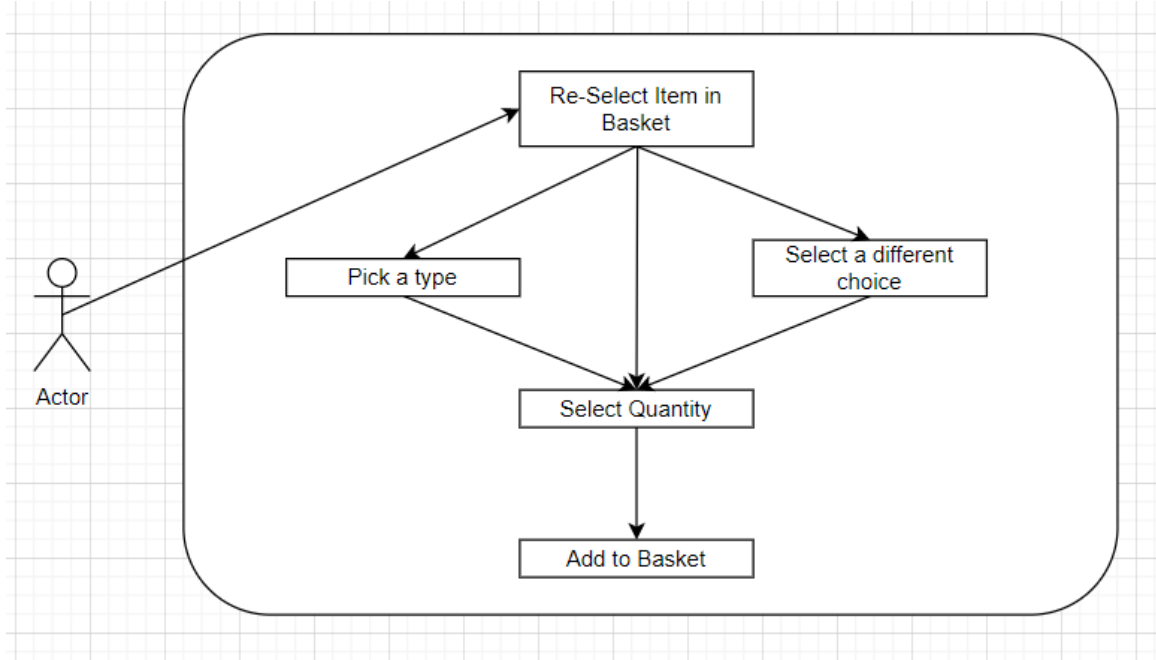 Re-Select Item in
Basket
Pick a type
Select a different
choice
Actor
Select Quantity
Add to Basket